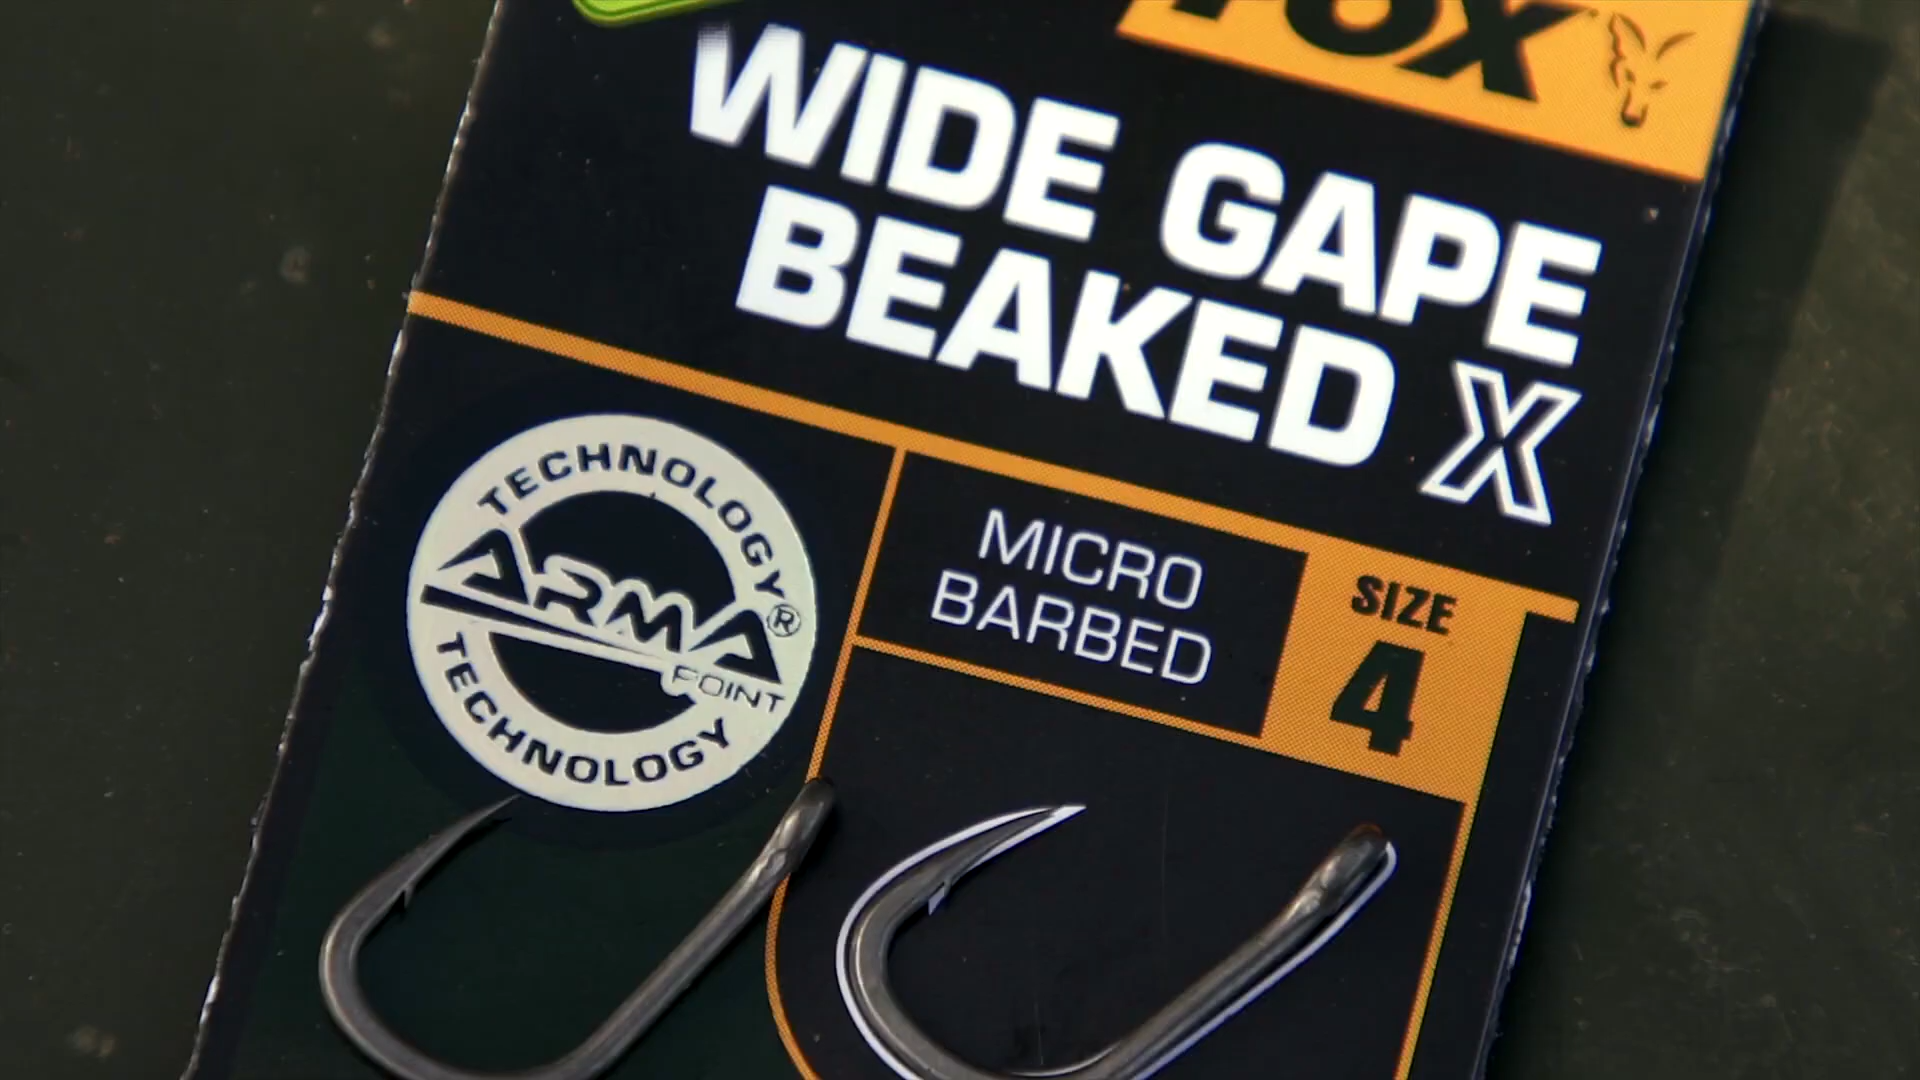 FOX
WIDE GAPE
BEAKED X
TECHNOLOGY
ARMA®
POINT
TECHNOLOGY
MICRO
BARBED
SIZE
4